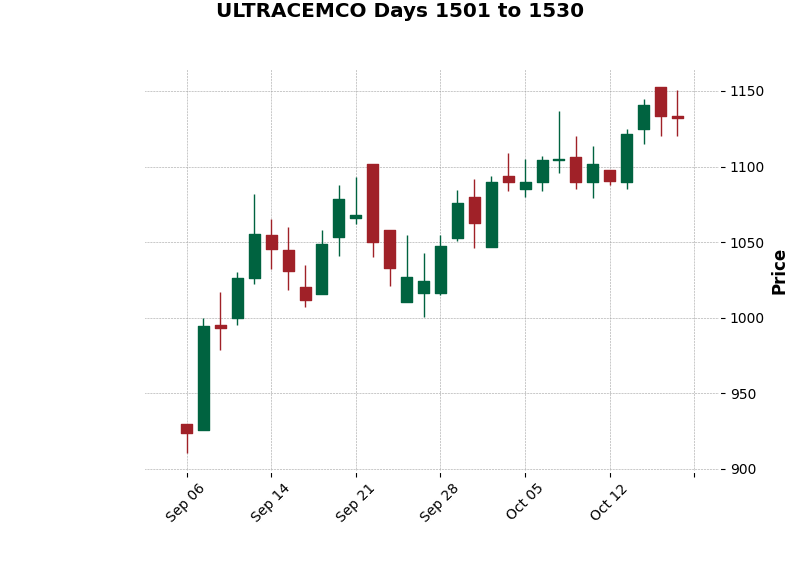 ULTRACEMCO Days 1501 to 1530
1150
1100
1050
1000
950
900
Price
Sep 06
Sep 14
Sep 21
Sep 28
Oct 05
Oct 12